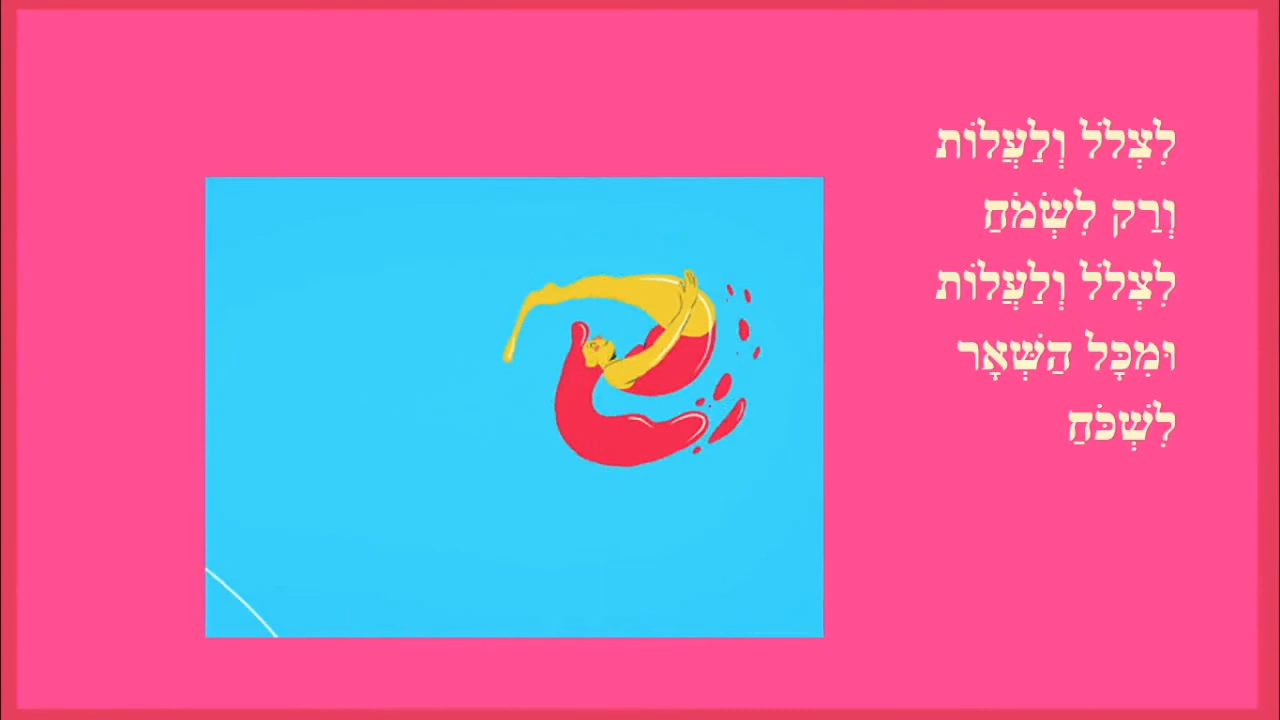 לִצְלֹל וְלַעֲלוֹת
וְרַק לִשְׂמֹחַ
לִצְלֹל וְלַעֲלוֹת
וּמִכָּל הַשְּׁאָר
לִשְׁכֹּחַ